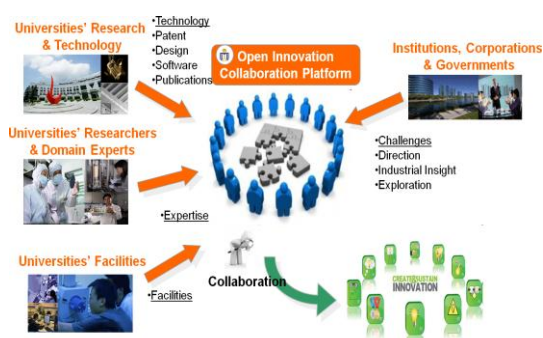 Universities' Research
& Technology
•Technology
•Patent
•Design
•Software
•Publications
Open Innovation
Collaboration Platform
Institutions, Corporations
& Governments
•Challenges
•Direction
•Industrial Insight
•Exploration
Universities' Researchers
& Domain Experts
•Expertise
Universities' Facilities
•Facilities
Collaboration
CREATE&SUSTAIN
INNOVATION